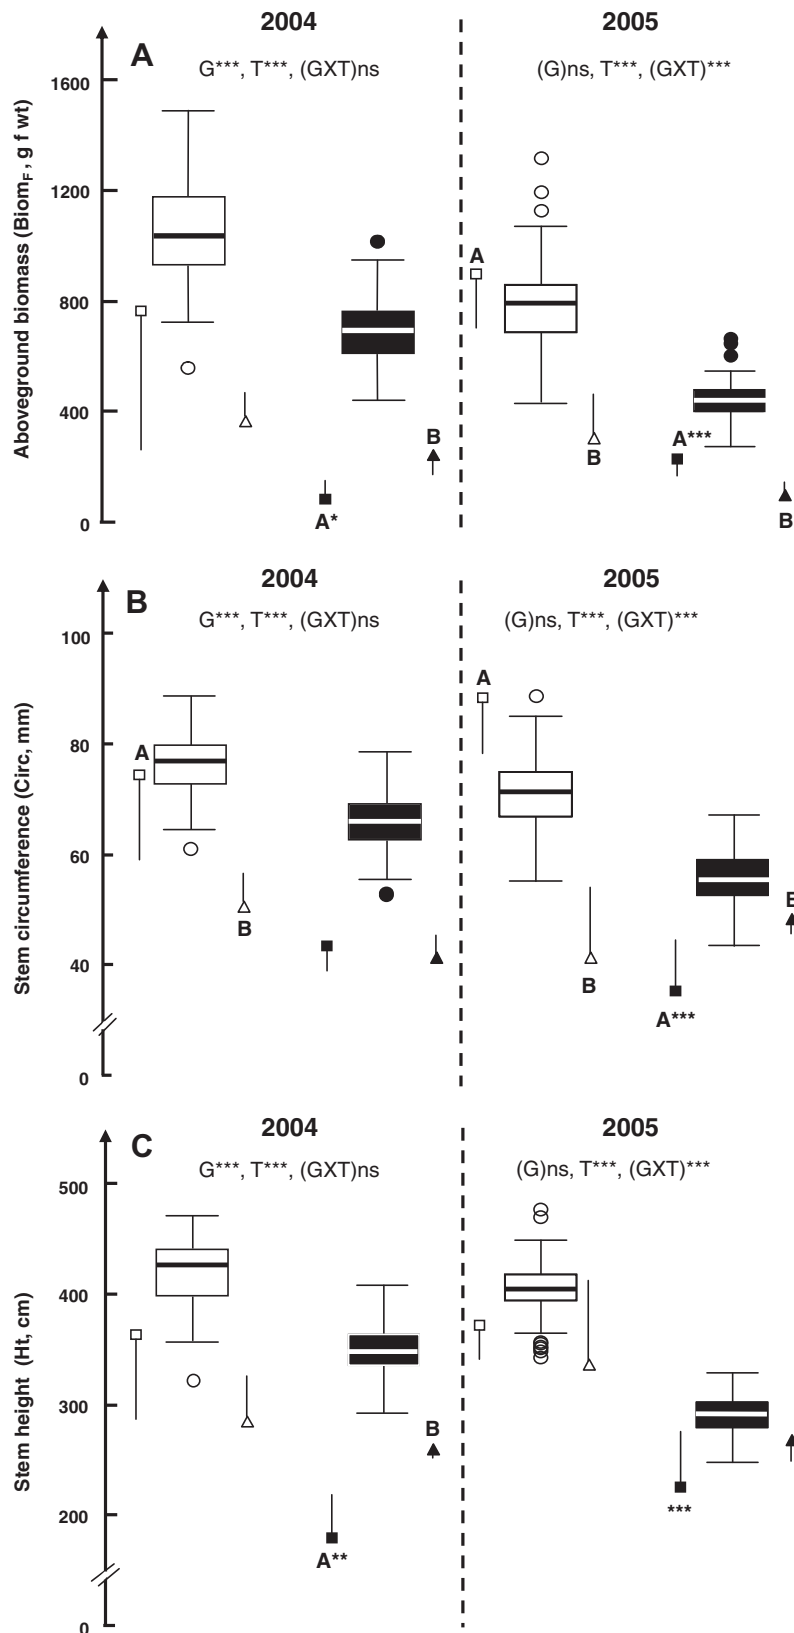 2004 2005
A
G***, T***, (GXT)ns (G)ns, T***, (GXT)***
Aboveground biomass (Biom_F, g f wt)
1600
1200
800
400
0
A
B
A***
B
A*
B
2004 2005
B
G***, T***, (GXT)ns (G)ns, T***, (GXT)***
Stem circumference (Circ, mm)
100
80
60
40
0
A
A
B
B
A***
2004 2005
C
G***, T***, (GXT)ns (G)ns, T***, (GXT)***
Stem height (Ht, cm)
500
400
300
200
0
B
A**
***